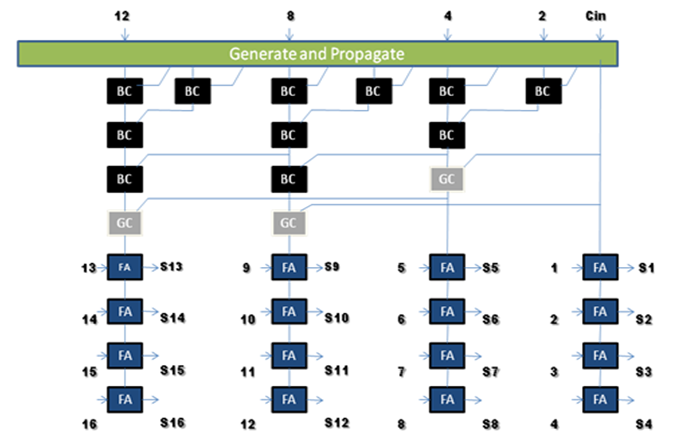 12 8 4 2 Cin
Generate and Propagate
BC BC BC BC BC BC
BC BC BC
BC BC GC
GC GC
13 FA S13 9 FA S9 5 FA S5 1 FA S1
14 FA S14 10 FA S10 6 FA S6 2 FA S2
15 FA S15 11 FA S11 7 FA S7 3 FA S3
16 FA S16 12 FA S12 8 FA S8 4 FA S4